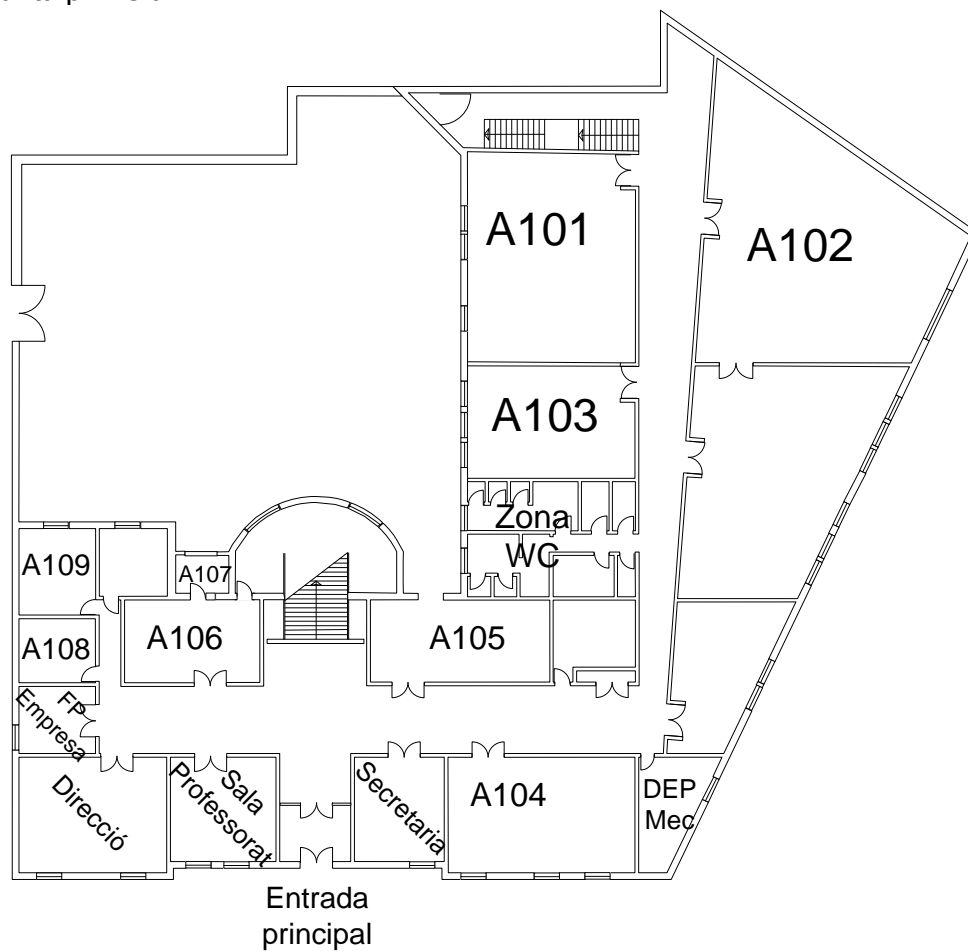 A101
A102
A103
Zona
WC
A109
A107
A106
A105
A108
FP
Empresa
Direcció
Sala
Professorat
Secretaria
A104
DEP
Mec
Entrada
principal